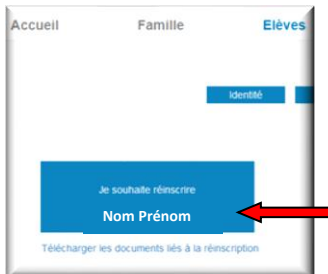 Accueil Famille Elèves
Identité
Je souhaite réinscrire
Nom Prénom
Télécharger les documents liés à la réinscription